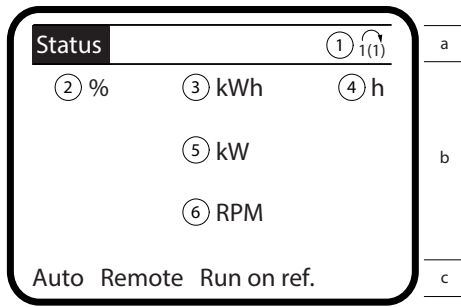 Status ① 1(1) a
② % ③ kWh ④ h
⑤ kW b
⑥ RPM
Auto Remote Run on ref. c